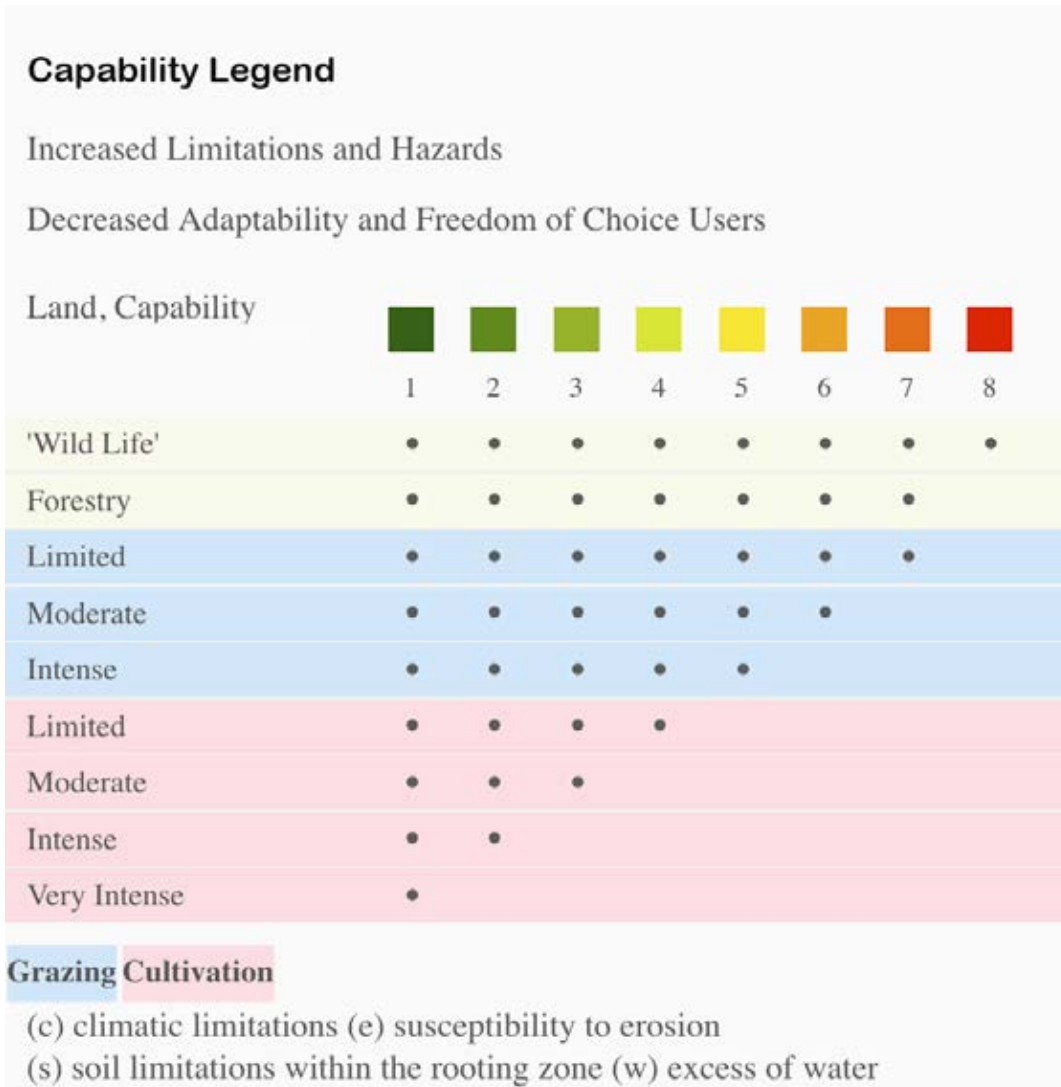 Capability Legend
Increased Limitations and Hazards
Decreased Adaptability and Freedom of Choice Users
Land, Capability
1 2 3 4 5 6 7 8
'Wild Life'
Forestry
Limited
Moderate
Intense
Limited
Moderate
Intense
Very Intense
Grazing Cultivation
(c) climatic limitations (e) susceptibility to erosion
(s) soil limitations within the rooting zone (w) excess of water